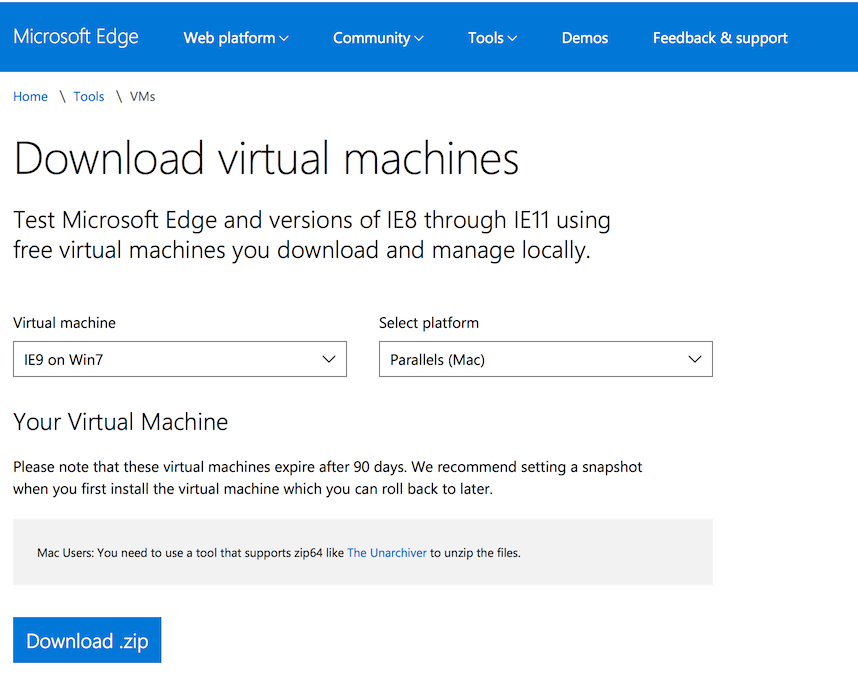 Microsoft Edge Web platform Community Tools Demos Feedback & support
Home \ Tools \ VMs
Download virtual machines
Test Microsoft Edge and versions of IE8 through IE11 using
free virtual machines you download and manage locally.
Virtual machine Select platform
IE9 on Win7 Parallels (Mac)
Your Virtual Machine
Please note that these virtual machines expire after 90 days. We recommend setting a snapshot
when you first install the virtual machine which you can roll back to later.
Mac Users: You need to use a tool that supports zip64 like The Unarchiver to unzip the files.
Download .zip